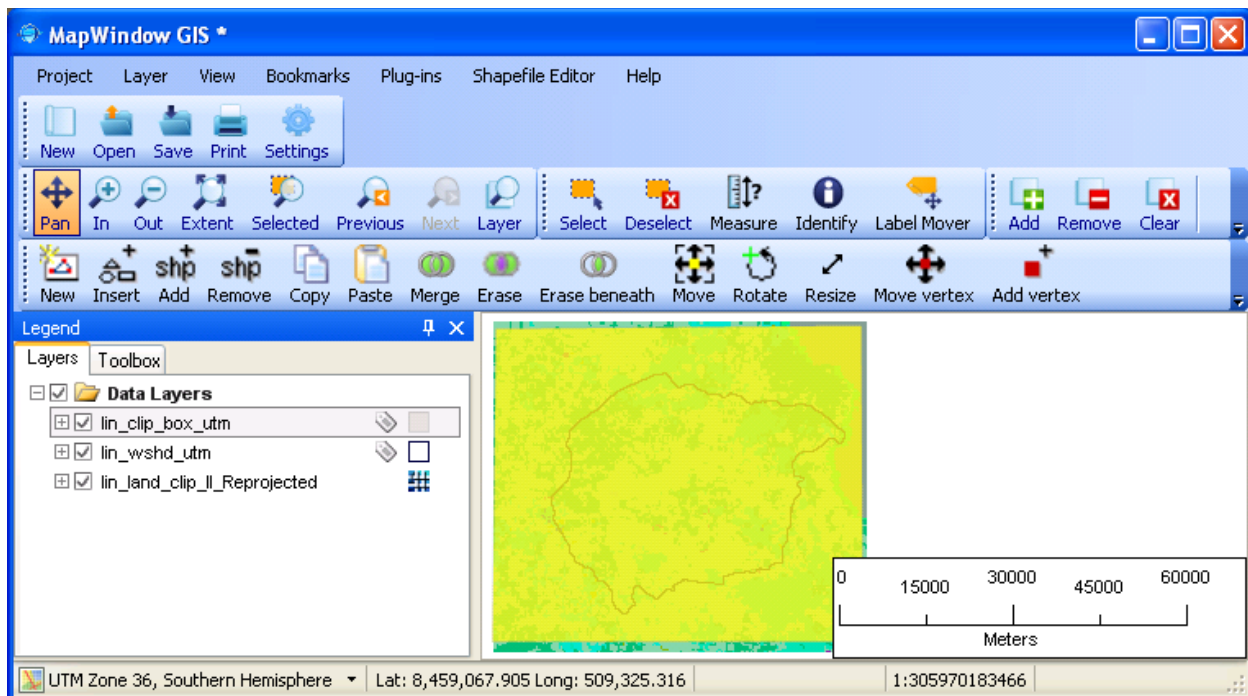 MapWindow GIS *
Project Layer View Bookmarks Plug-ins Shapefile Editor Help
New Open Save Print Settings
Pan In Out Extent Selected Previous Next Layer Select Deselect Measure Identify Label Mover Add Remove Clear
shp shp
New Insert Add Remove Copy Paste Merge Erase Erase beneath Move Rotate Resize Move vertex Add vertex
Legend
Layers Toolbox
Data Layers
lin_clip_box_utm
lin_wshd_utm
lin_land_clip_ll_Reprojected
0 15000 30000 45000 60000
Meters
UTM Zone 36, Southern Hemisphere Lat: 8,459,067.905 Long: 509,325.316 1:305970183466